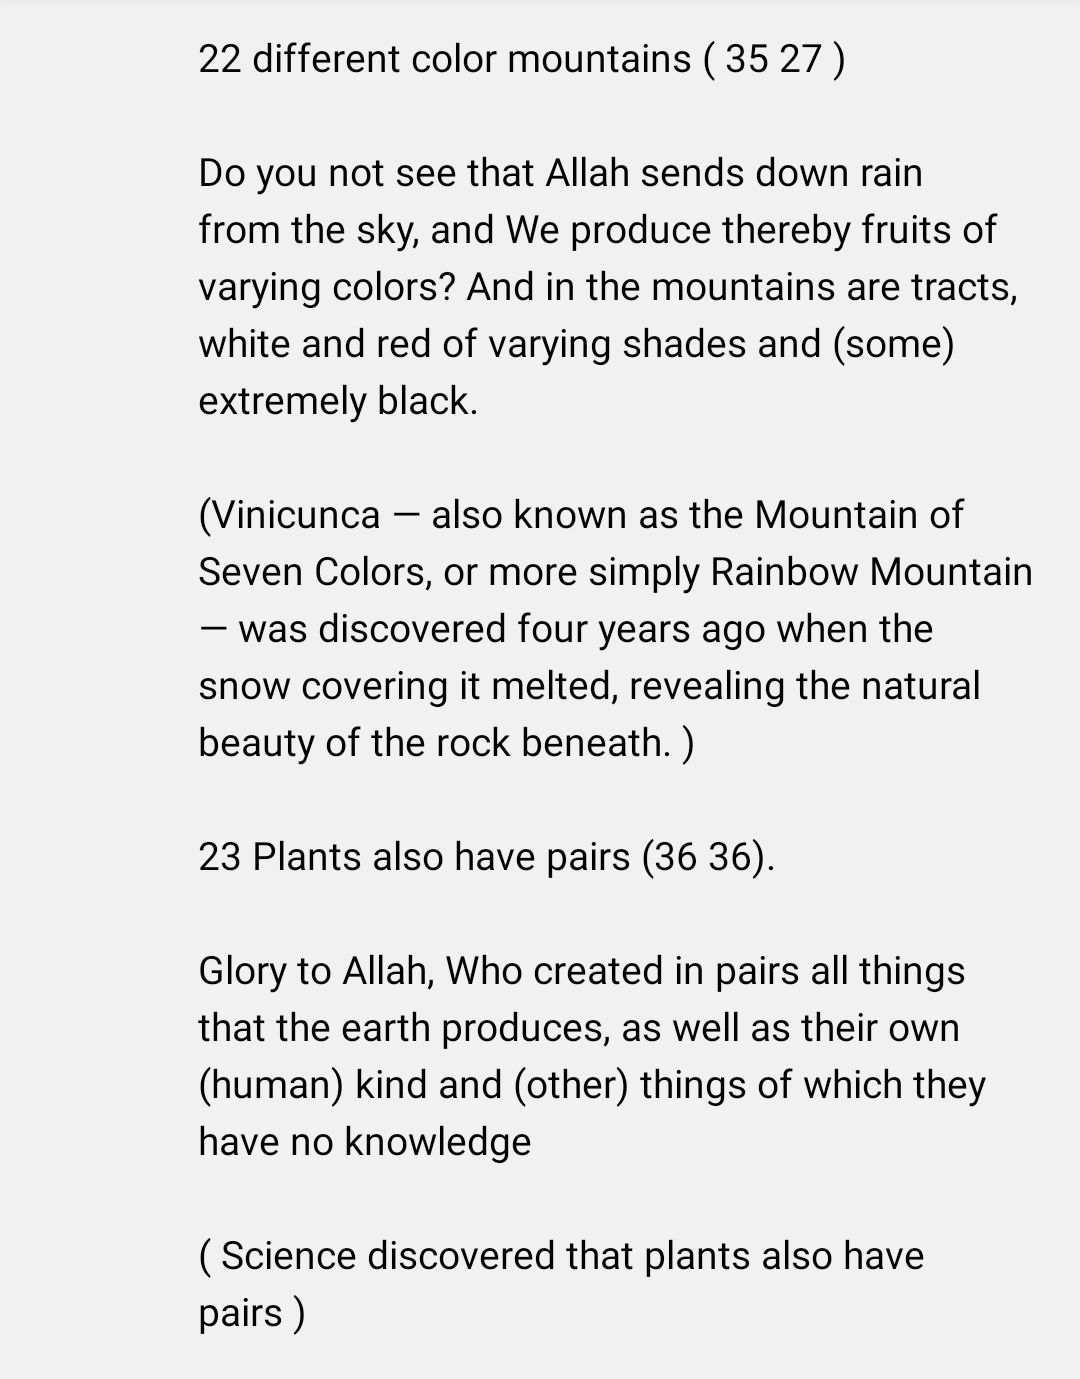 22 different color mountains ( 35 27 )
Do you not see that Allah sends down rain
from the sky, and We produce thereby fruits of
varying colors? And in the mountains are tracts,
white and red of varying shades and (some)
extremely black.
(Vinicunca — also known as the Mountain of
Seven Colors, or more simply Rainbow Mountain
— was discovered four years ago when the
snow covering it melted, revealing the natural
beauty of the rock beneath. )
23 Plants also have pairs (36 36).
Glory to Allah, Who created in pairs all things
that the earth produces, as well as their own
(human) kind and (other) things of which they
have no knowledge
( Science discovered that plants also have
pairs )